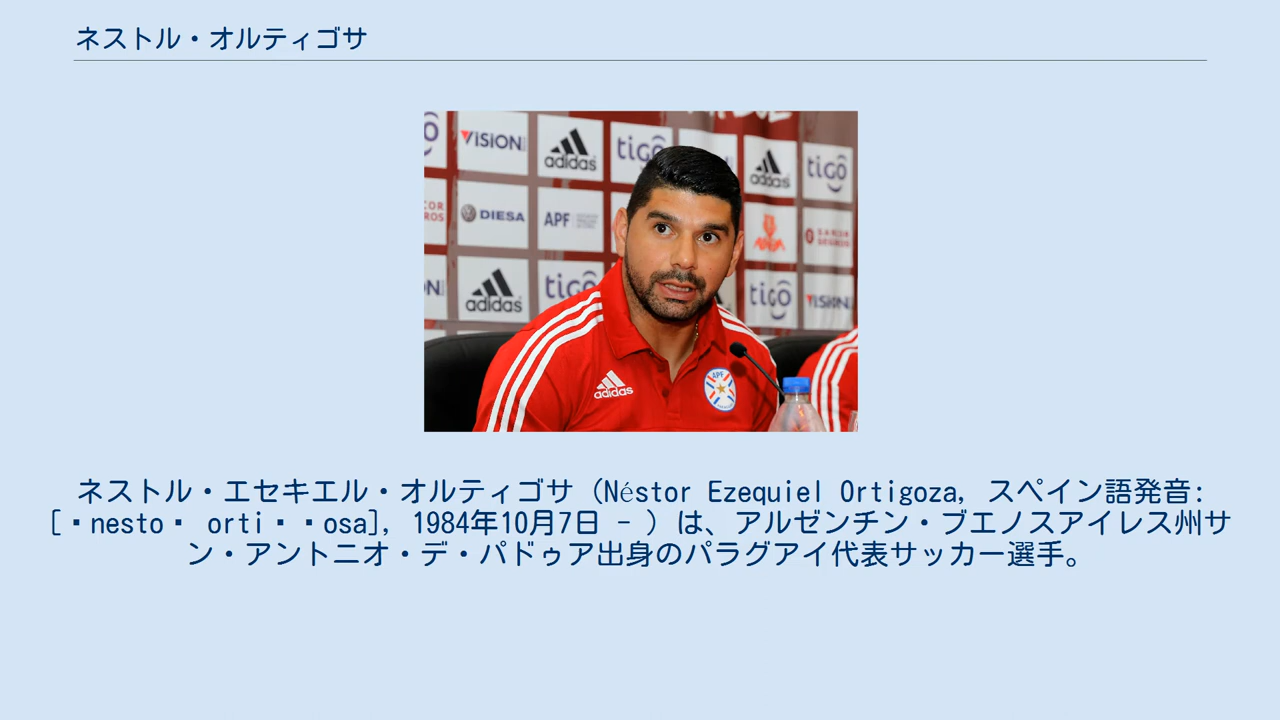 ネストル・オルティゴサ
VISION
adidas
tigo
adidas
tigo
DIESA
APF
adidas
tigo
tigo
VISION
adidas
APF
ネストル・エセキエル・オルティゴサ（Néstor Ezequiel Ortigoza, スペイン語発音:
[ˈnestoɾ ortiˈɣosa], 1984年10月7日 - ）は、アルゼンチン・ブエノスアイレス州サ
ン・アントニオ・デ・パドゥア出身のパラグアイ代表サッカー選手。